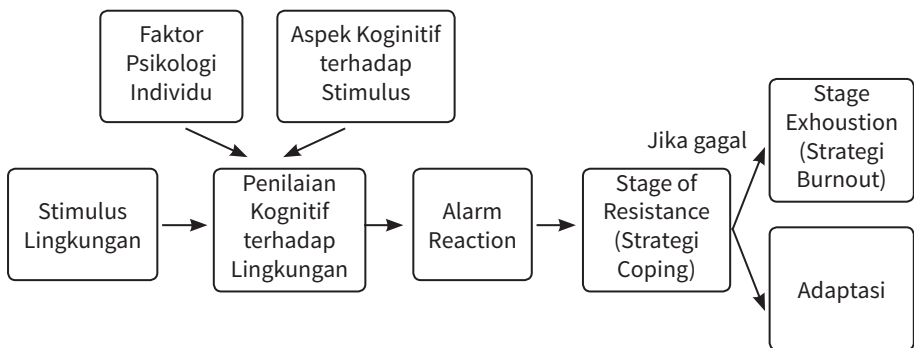 Faktor
Psikologi
Individu
Aspek Koginitif
terhadap
Stimulus
Stimulus
Lingkungan
Penilaian
Kognitif
terhadap
Lingkungan
Alarm
Reaction
Stage of
Resistance
(Strategi
Coping)
Jika gagal
Stage
Exhoustion
(Strategi
Burnout)
Adaptasi